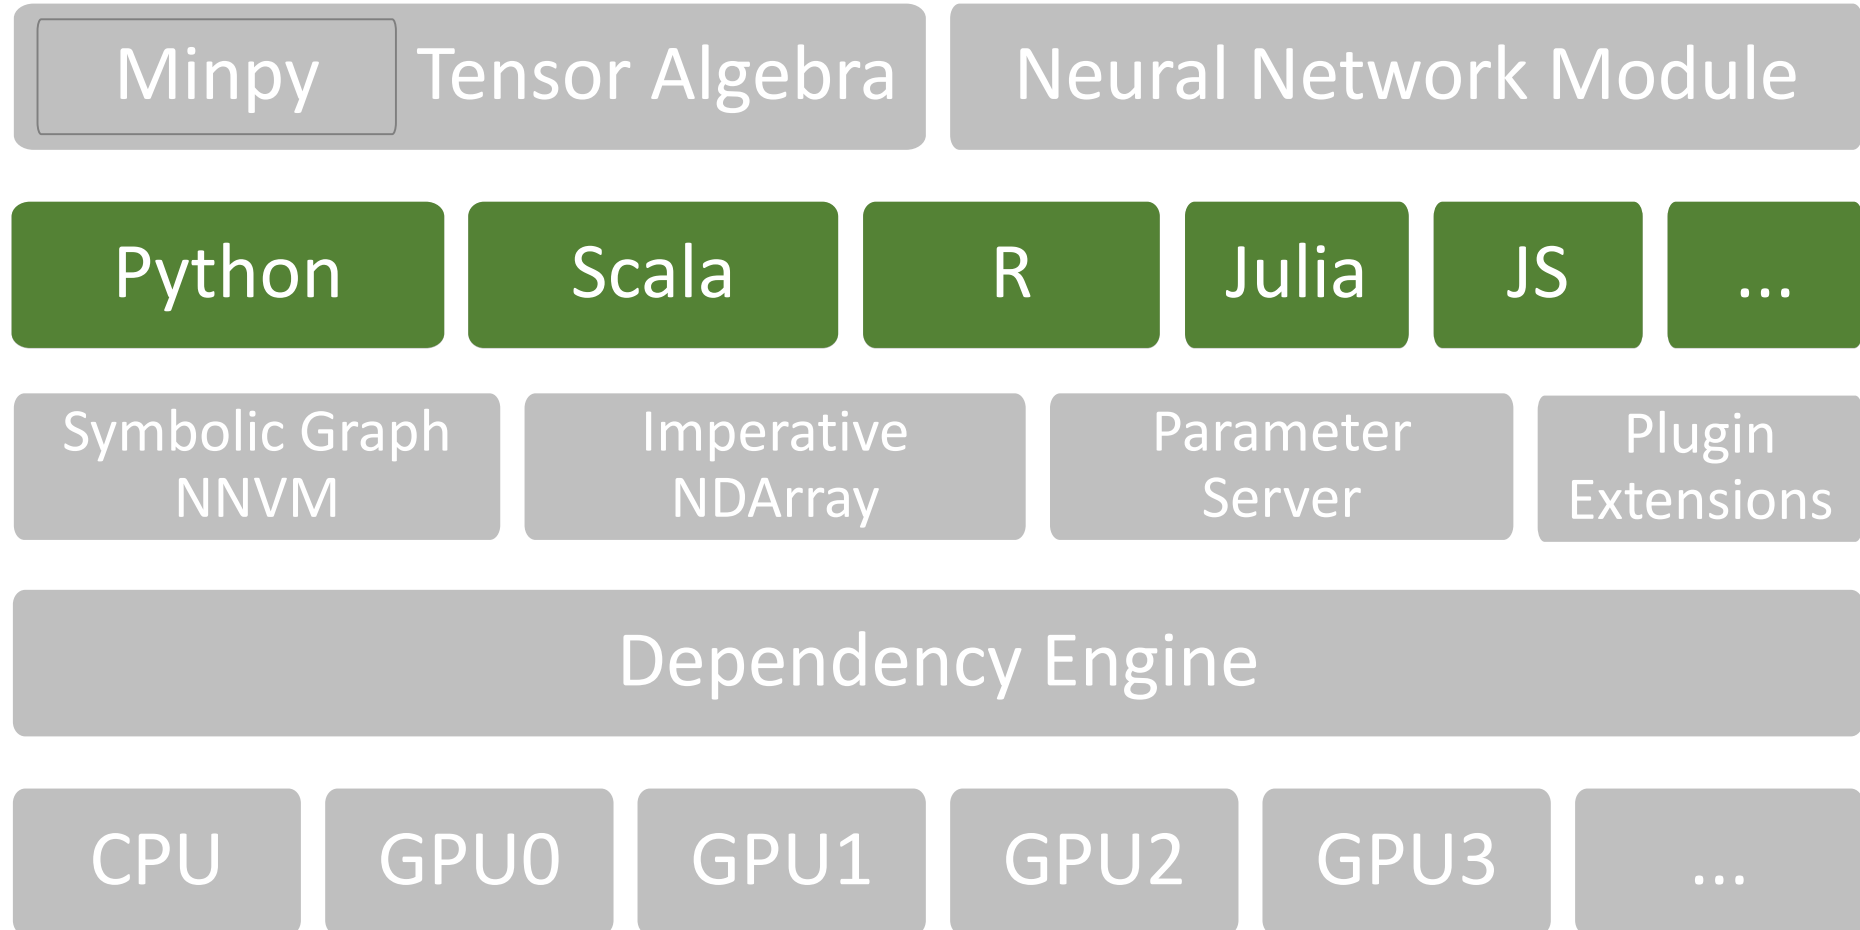 Minpy Tensor Algebra Neural Network Module
Python Scala R Julia JS ...
Symbolic Graph
NNVM
Imperative
NDArray
Parameter
Server
Plugin
Extensions
Dependency Engine
CPU GPU0 GPU1 GPU2 GPU3 ...